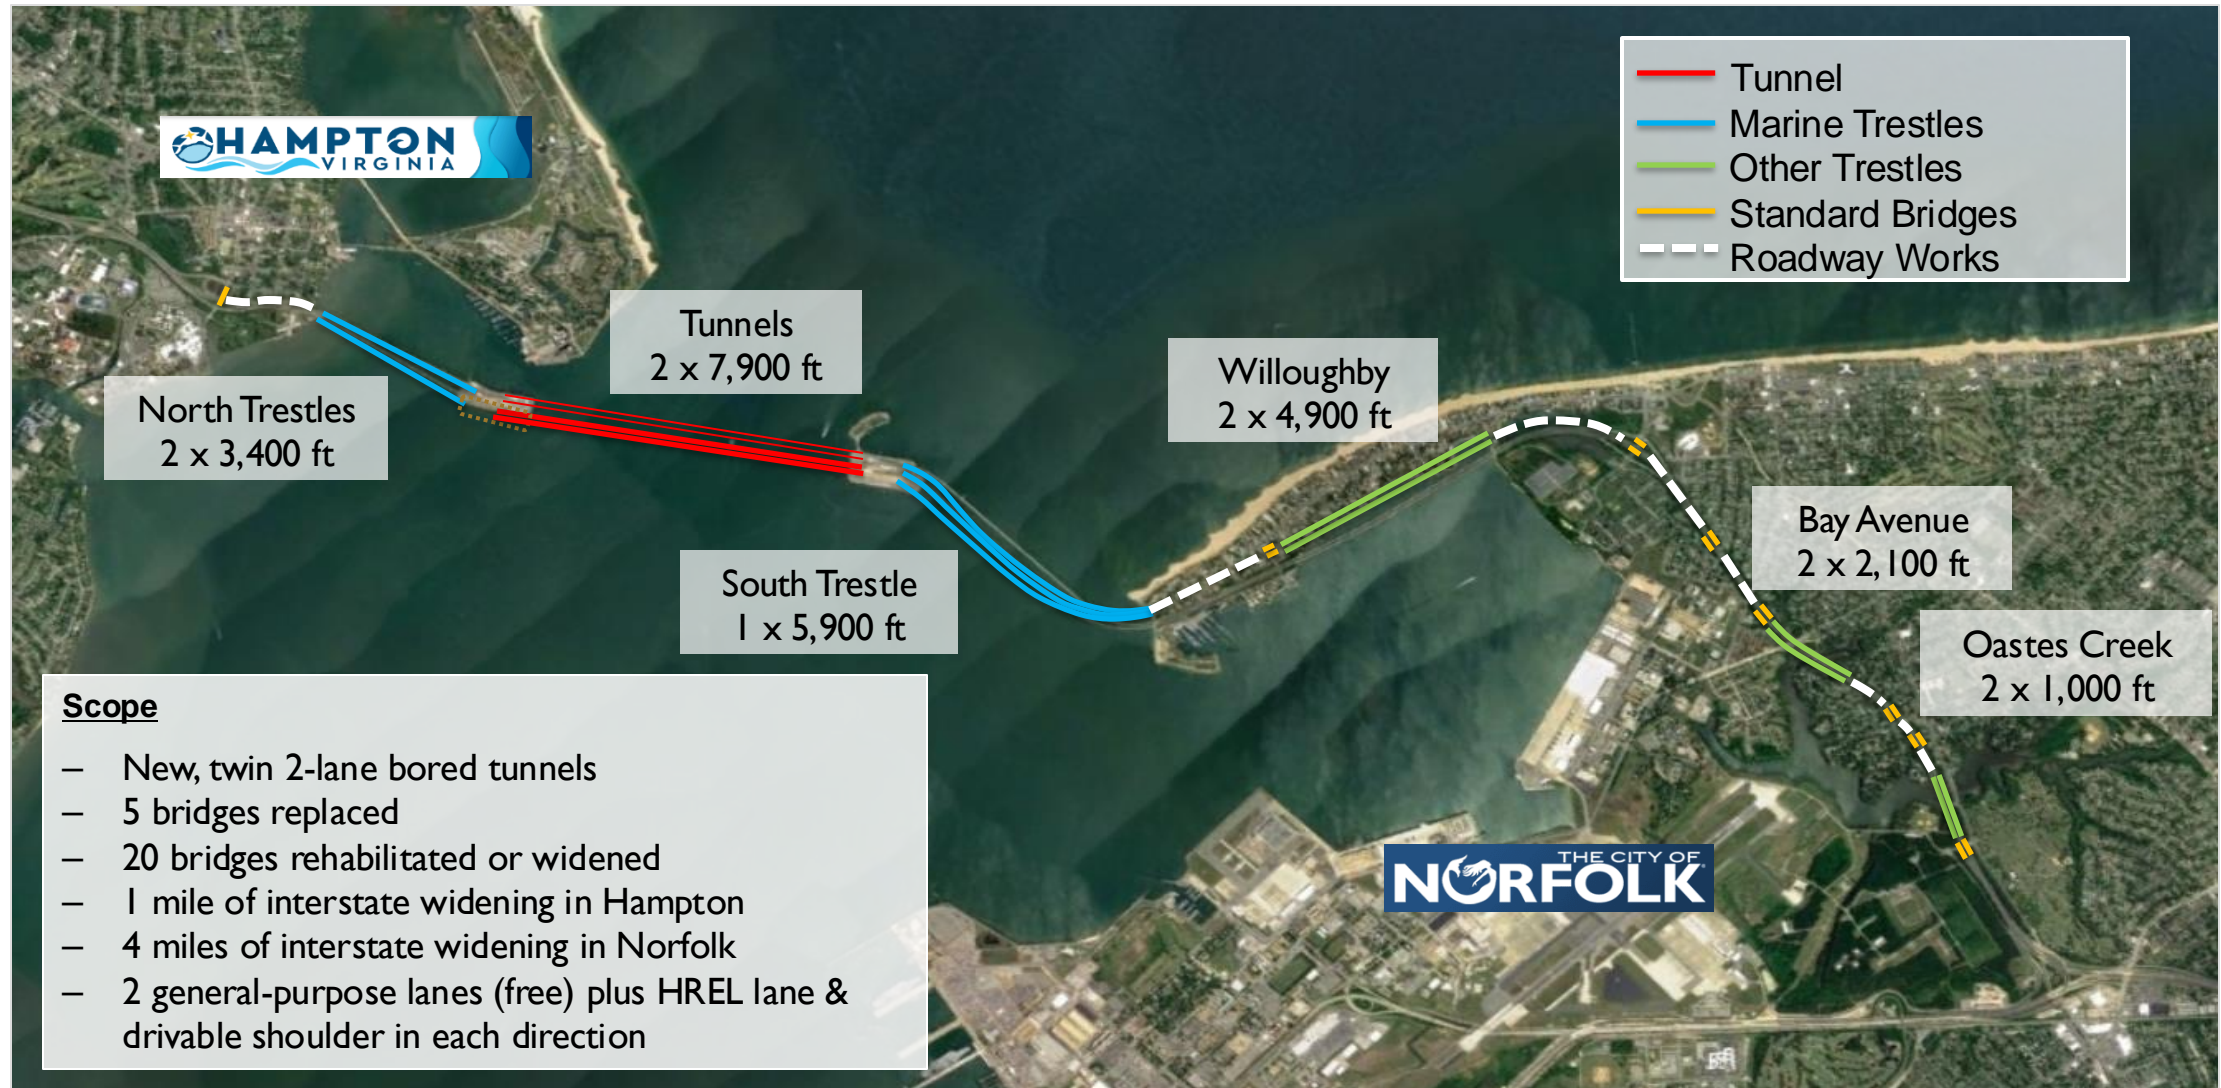 HAMPTON
VIRGINIA
Tunnel
Marine Trestles
Other Trestles
Standard Bridges
Roadway Works
Tunnels
2 x 7,900 ft
Willoughby
2 x 4,900 ft
North Trestles
2 x 3,400 ft
Bay Avenue
2 x 2,100 ft
South Trestle
1 x 5,900 ft
Oastes Creek
2 x 1,000 ft
Scope
– New, twin 2-lane bored tunnels
– 5 bridges replaced
– 20 bridges rehabilitated or widened
– 1 mile of interstate widening in Hampton
– 4 miles of interstate widening in Norfolk
– 2 general-purpose lanes (free) plus HREL lane &
drivable shoulder in each direction
THE CITY OF
NORFOLK